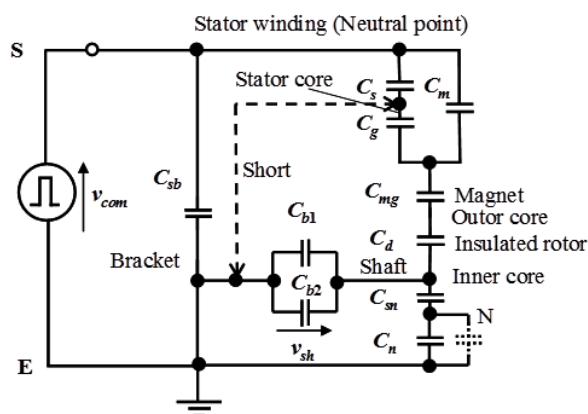 Stator winding (Neutral point)
S
Stator core
Cs
Cm
Cg
Csb
Short
vcom
Cb1
Cmg
Magnet
Outor core
Cd
Insulated rotor
Bracket
Cb2
Shaft
Inner core
Csn
N
vsh
Cn
E